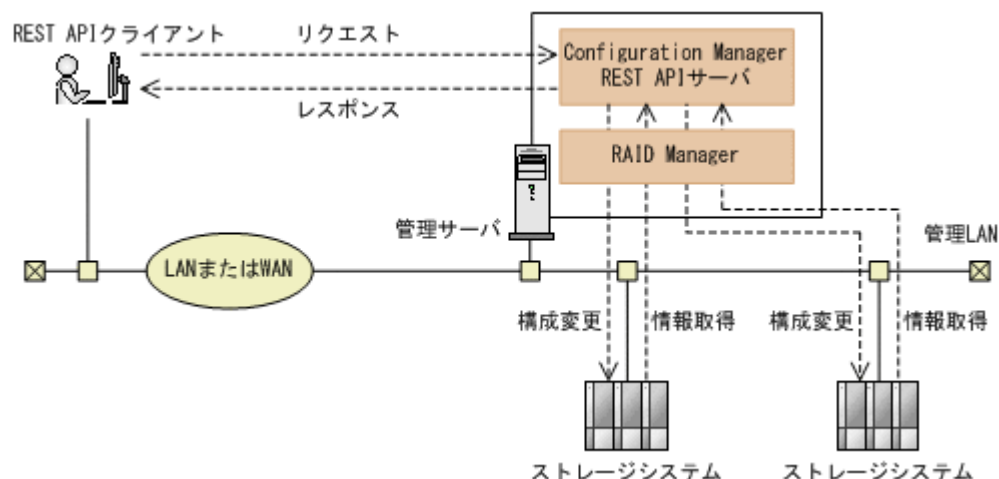 REST APIクライアント
リクエスト
レスポンス
Configuration Manager
REST APIサーバ
RAID Manager
管理サーバ
管理LAN
LANまたはWAN
構成変更
情報取得
構成変更
情報取得
ストレージシステム
ストレージシステム